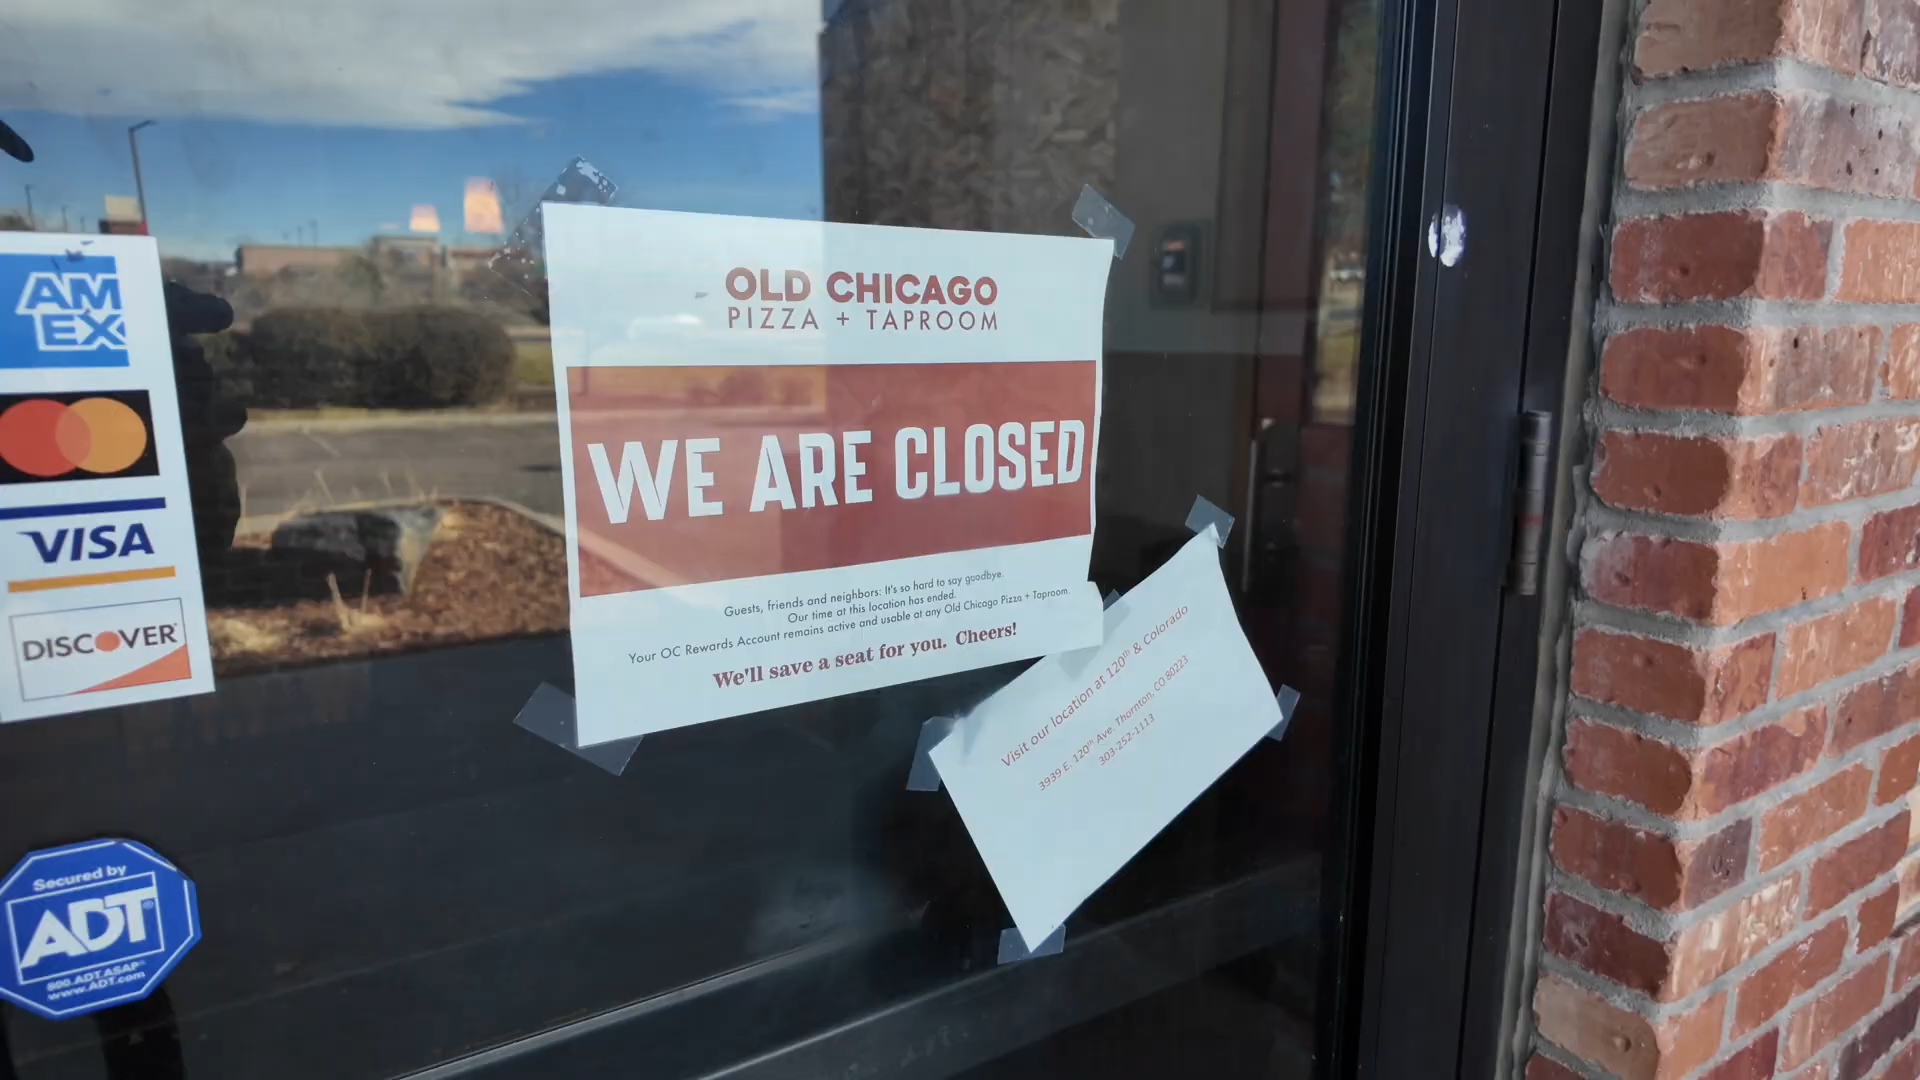 AM
EX
VISA
DISCOVER
Secured by
ADT
800.ADT.ASAP
www.ADT.com
OLD CHICAGO
PIZZA + TAPROOM
WE ARE CLOSED
Guests, friends and neighbors: It's so hard to say goodbye.
Our time at this location has ended.
Your OC Rewards Account remains active and usable at any Old Chicago Pizza + Taproom.
We'll save a seat for you. Cheers!
Visit our location at 120th & Colorado
3939 E. 120th Ave. Thornton, CO 80223
303-252-1113